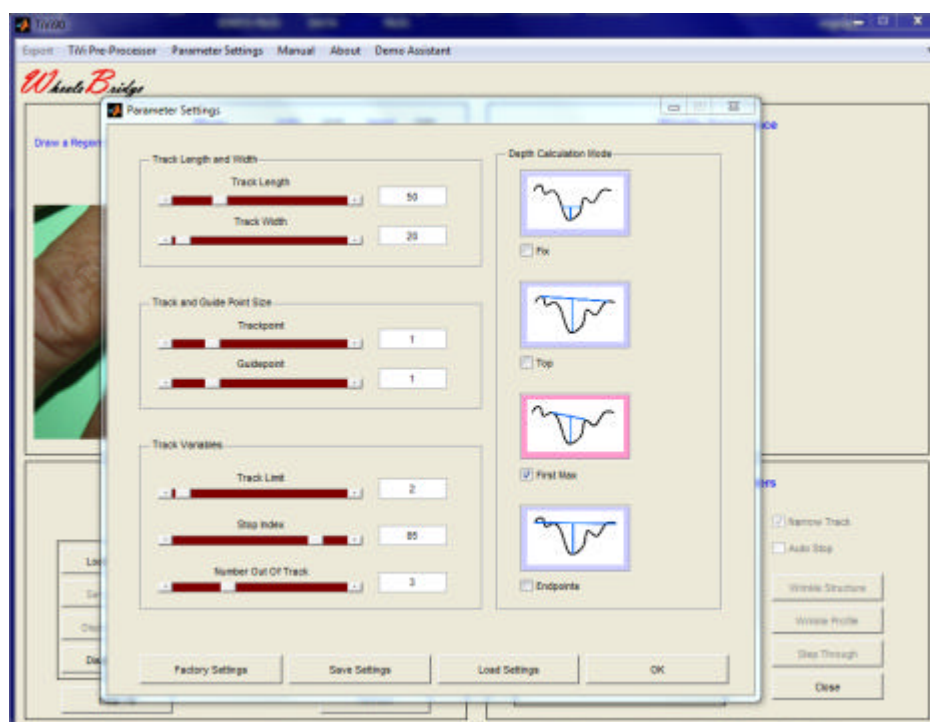 TiVi90
Export TiVi Pre-Processor Parameter Settings Manual About Demo Assistant
WheelsBridge
Parameter Settings
Draw a Region
Track Length and Width
Track Length
50
Track Width
20
Track and Guide Point Size
Trackpoint
1
Guidepoint
1
Track Variables
Track Limit
2
Stop Index
85
Number Out Of Track
3
Depth Calculation Mode
Fix
Top
First Max
Endpoints
Factory Settings Save Settings Load Settings OK
Narrow Track
Auto Stop
Wrinkle Structure
Wrinkle Profile
Step Through
Close